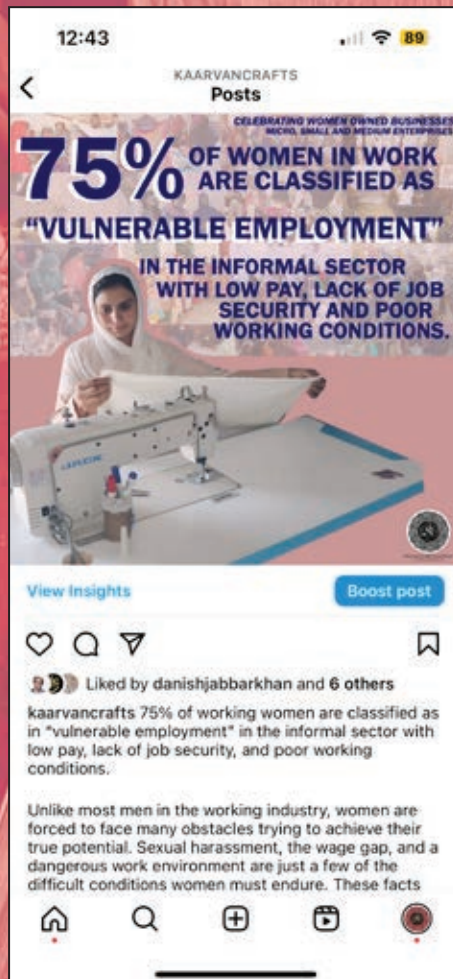 12:43
89
KAARVANCRAFTS
Posts
CELEBRATING WOMEN OWNED BUSINESSES
MICRO, SMALL AND MEDIUM ENTERPRISES
75% OF WOMEN IN WORK
ARE CLASSIFIED AS
“VULNERABLE EMPLOYMENT”
IN THE INFORMAL SECTOR
WITH LOW PAY, LACK OF JOB
SECURITY AND POOR
WORKING CONDITIONS.
View Insights
Boost post
Liked by danishjabbarkhan and 6 others
kaarvancrafts 75% of working women are classified as
in “vulnerable employment” in the informal sector with
low pay, lack of job security, and poor working
conditions.
Unlike most men in the working industry, women are
forced to face many obstacles trying to achieve their
true potential. Sexual harassment, the wage gap, and a
dangerous work environment are just a few of the
difficult conditions women must endure. These facts